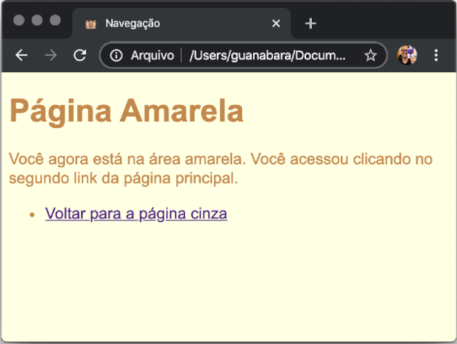 Navegação
Arquivo | /Users/guanabara/Docum...
Página Amarela
Você agora está na área amarela. Você acessou clicando no
segundo link da página principal.
• Voltar para a página cinza